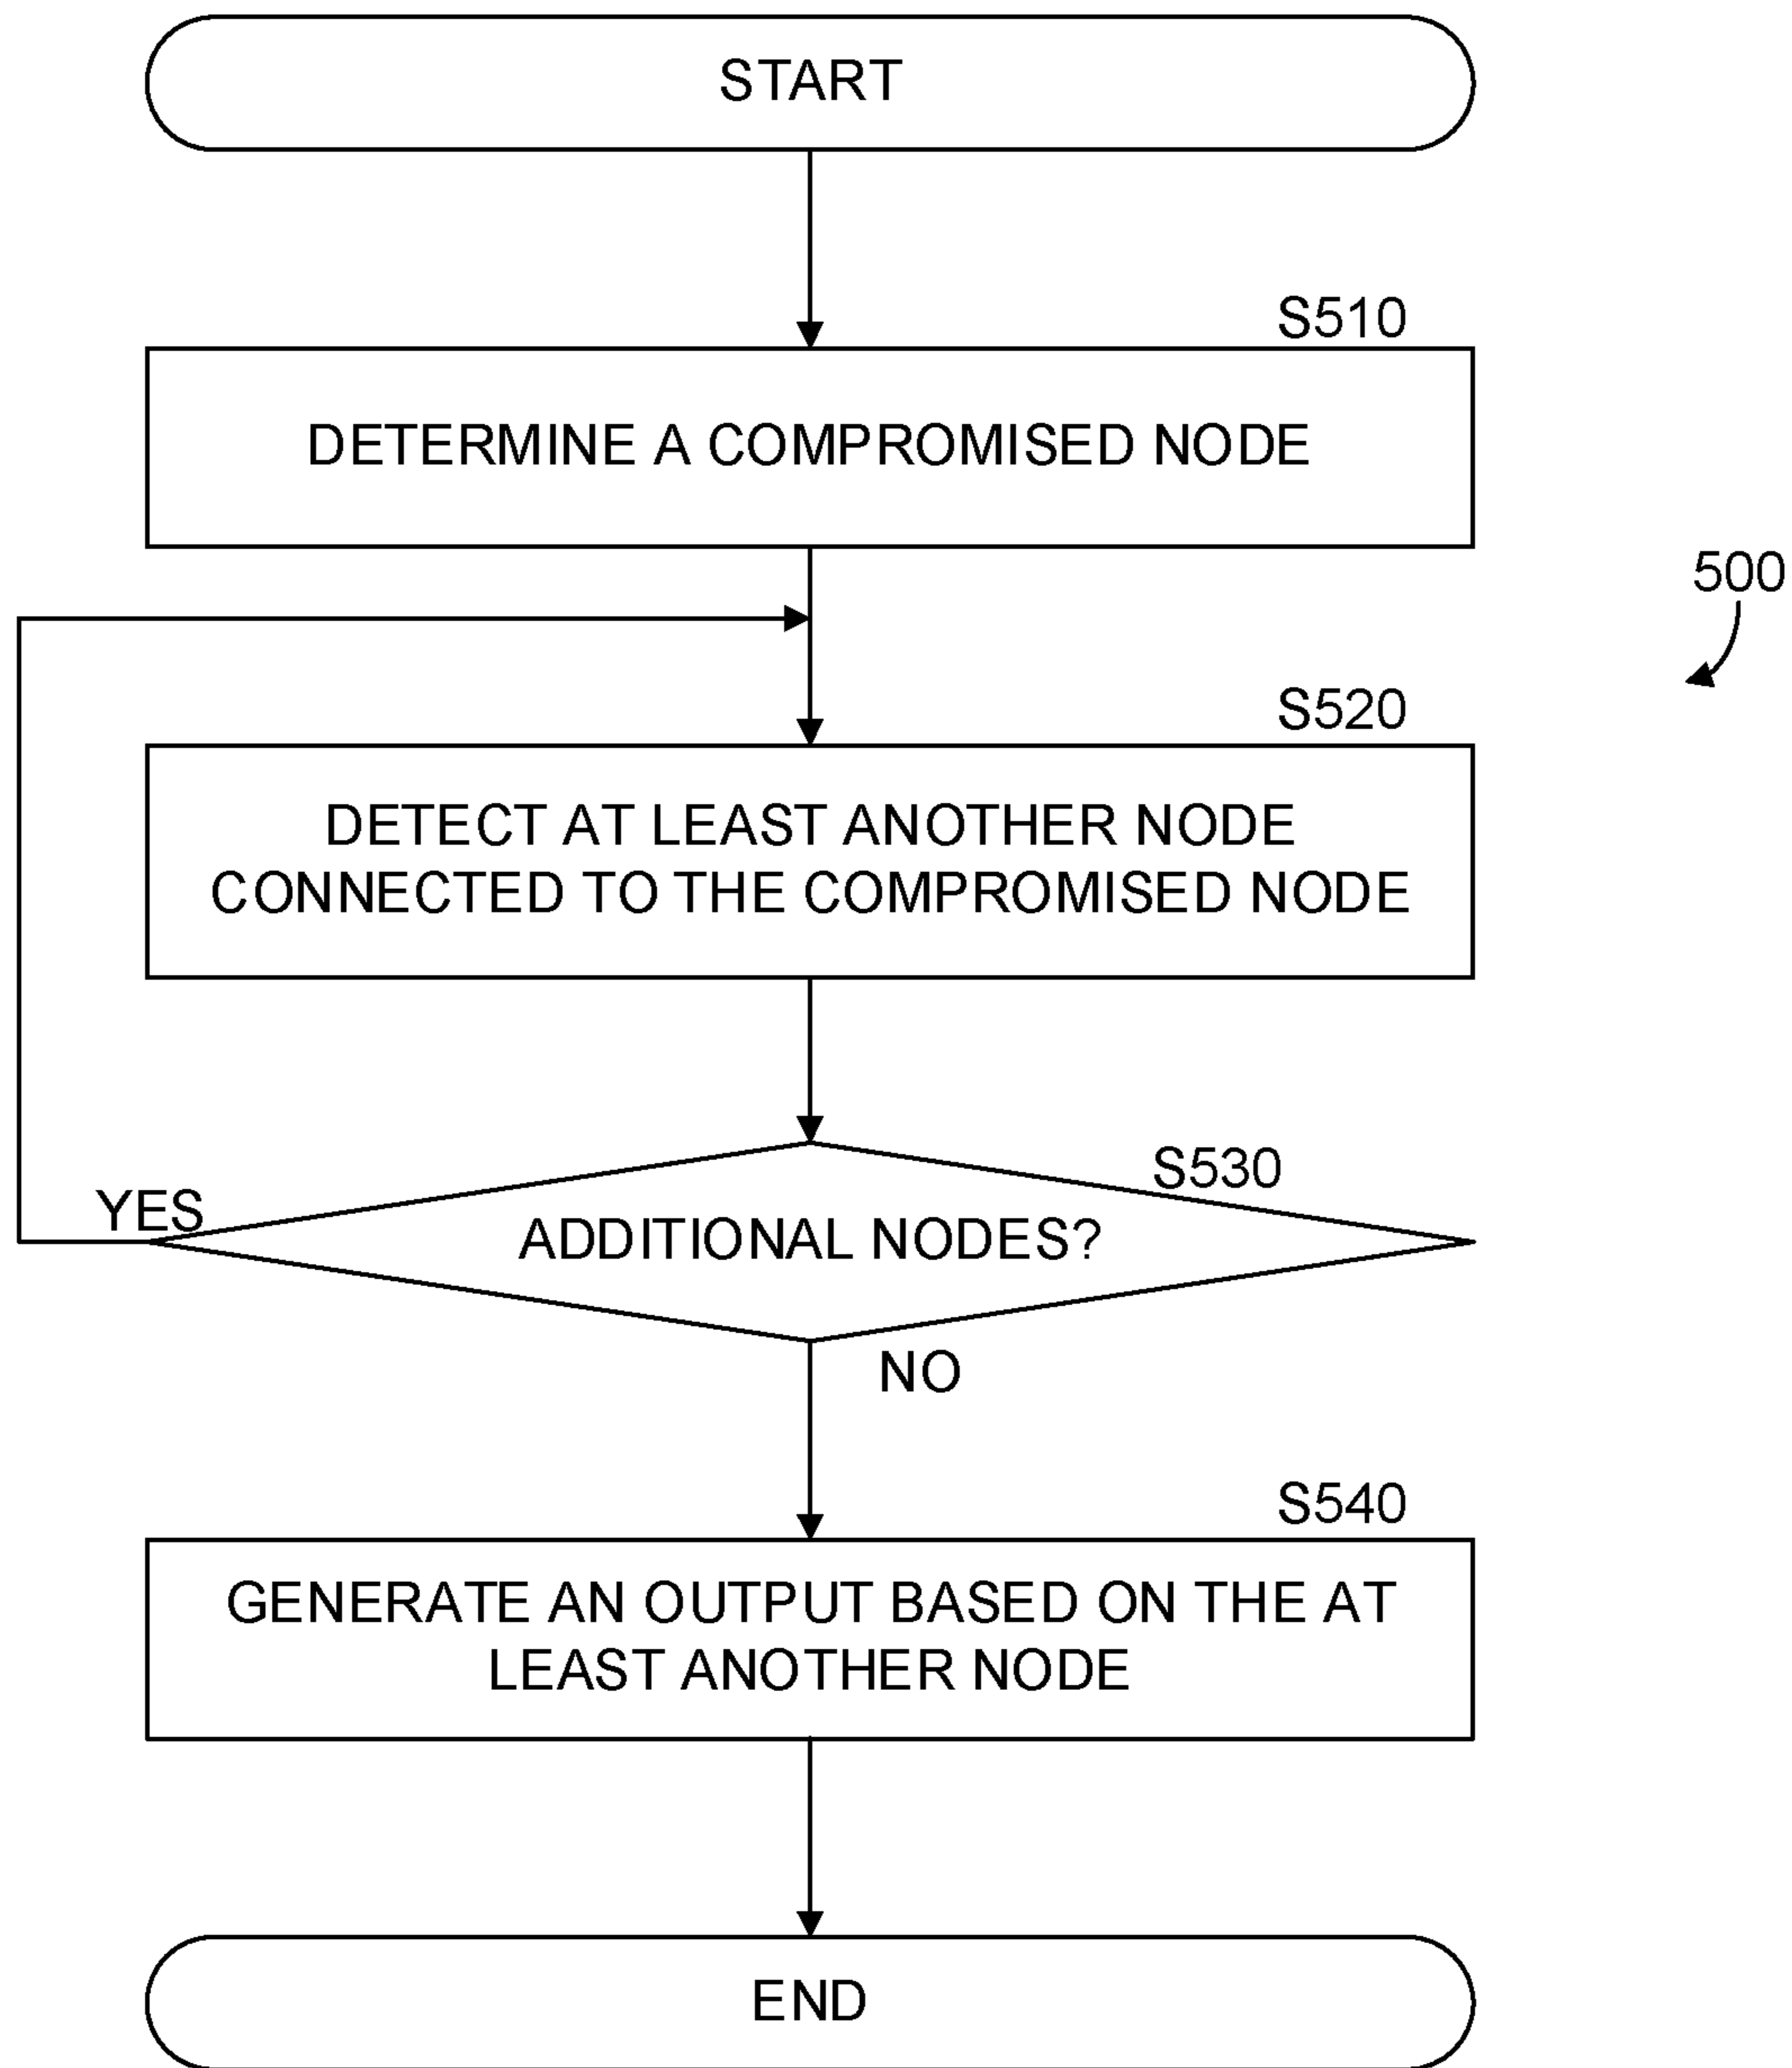 START
S510
DETERMINE A COMPROMISED NODE
500
S520
DETECT AT LEAST ANOTHER NODE
CONNECTED TO THE COMPROMISED NODE
S530
YES
ADDITIONAL NODES?
NO
S540
GENERATE AN OUTPUT BASED ON THE AT
LEAST ANOTHER NODE
END